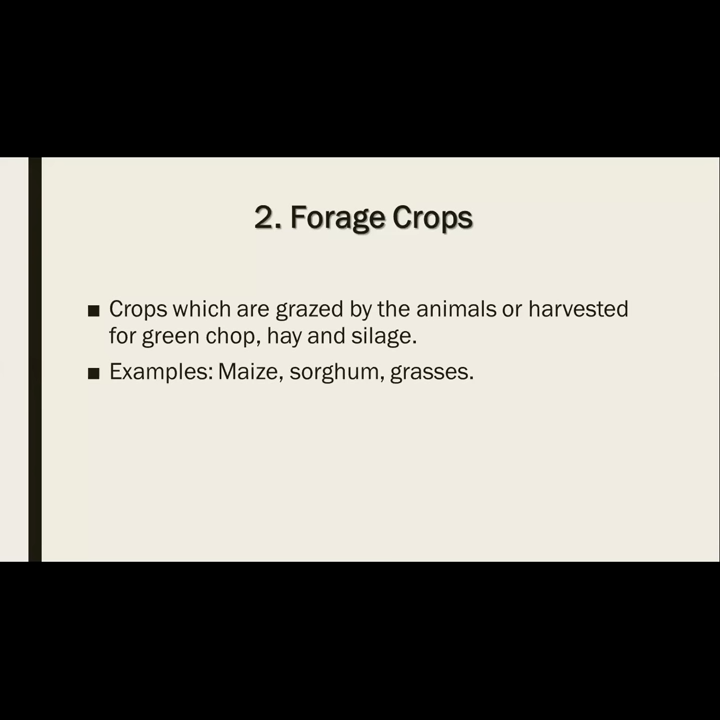 2. Forage Crops
■ Crops which are grazed by the animals or harvested
for green chop, hay and silage.
■ Examples: Maize, sorghum, grasses.